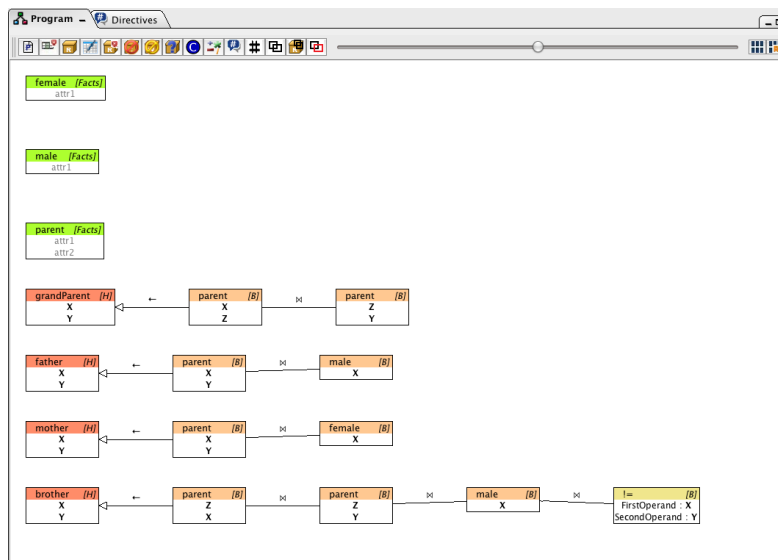 Program
Directives
female [Facts]
attr1
male [Facts]
attr1
parent [Facts]
attr1
attr2
grandParent [H]
X
Y
←
parent [B]
X
Z
⋈
parent [B]
Z
Y
father [H]
X
Y
←
parent [B]
X
Y
⋈
male [B]
X
mother [H]
X
Y
←
parent [B]
X
Y
⋈
female [B]
X
brother [H]
X
Y
←
parent [B]
Z
X
⋈
parent [B]
Z
Y
⋈
male [B]
X
⋈
!= [B]
FirstOperand : X
SecondOperand : Y